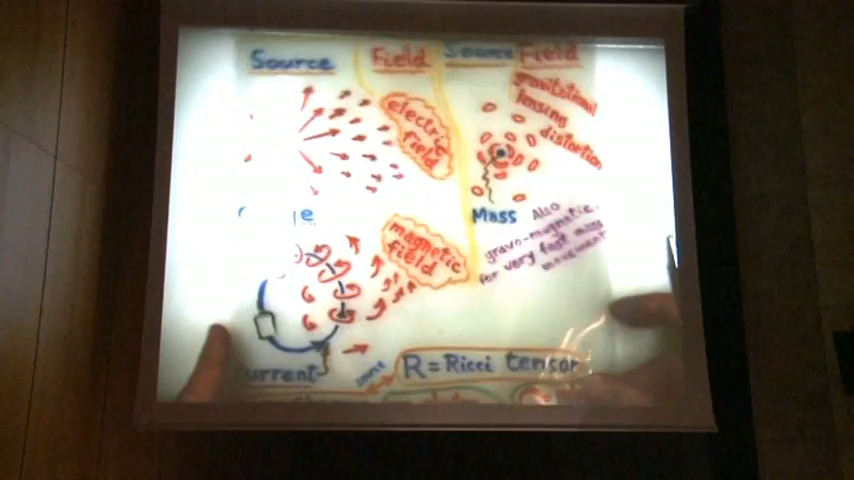 Source Field Source Field
electric
field
gravitational
lensing
distortion
Mass
Also
gravo-magnetic
for very fast mass
movement
magnetic
field
current
source
R = Ricci tensor